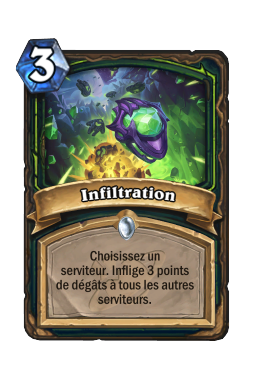 3
Infiltration
Choisissez un
serviteur. Inflige 3 points
de dégâts à tous les autres
serviteurs.